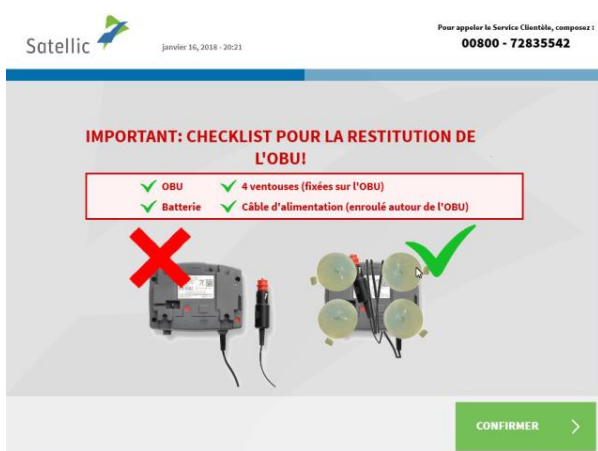 Pour appeler le Service Clientèle, composez :
Satellic
janvier 16, 2018 - 20:21
00800 - 72835542
IMPORTANT: CHECKLIST POUR LA RESTITUTION DE
L'OBU!
OBU
4 ventouses (fixées sur l'OBU)
Batterie
Câble d'alimentation (enroulé autour de l'OBU)
CONFIRMER